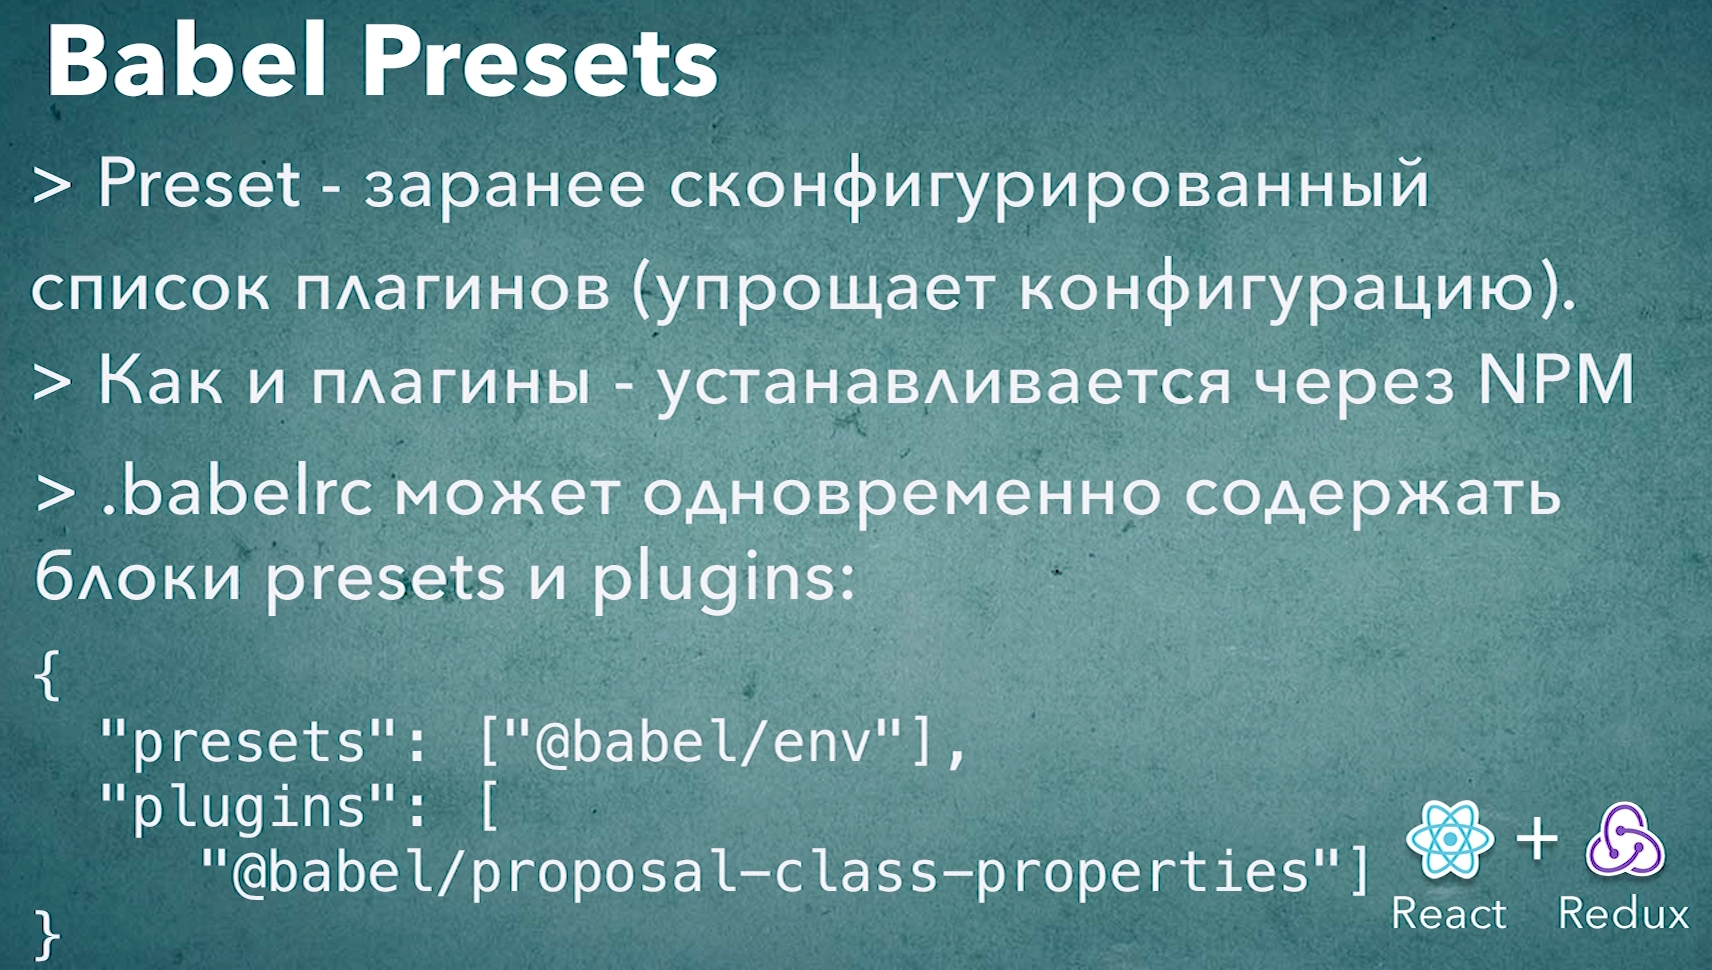 Babel Presets
> Preset - заранее сконфигурированный
список плагинов (упрощает конфигурацию).
> Как и плагины - устанавливается через NPM
> .babelrc может одновременно содержать
блоки presets и plugins:
{
"presets": ["@babel/env"],
"plugins": [
"@babel/proposal-class-properties"]
}
+
React Redux